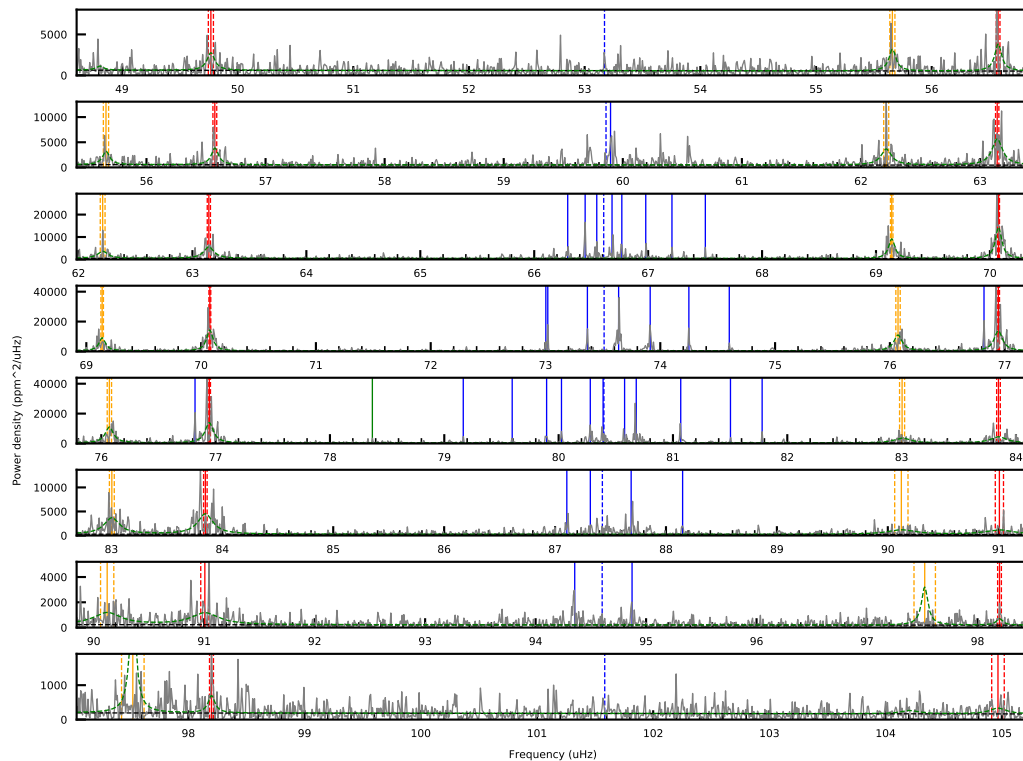 5000
0
49 50 51 52 53 54 55 56
10000
5000
0
56 57 58 59 60 61 62 63
20000
10000
0
62 63 64 65 66 67 68 69 70
40000
20000
0
69 70 71 72 73 74 75 76 77
40000
20000
0
76 77 78 79 80 81 82 83 84
10000
5000
0
83 84 85 86 87 88 89 90 91
4000
2000
0
90 91 92 93 94 95 96 97 98
1000
0
98 99 100 101 102 103 104 105
Power density (ppm^2/uHz)
Frequency (uHz)